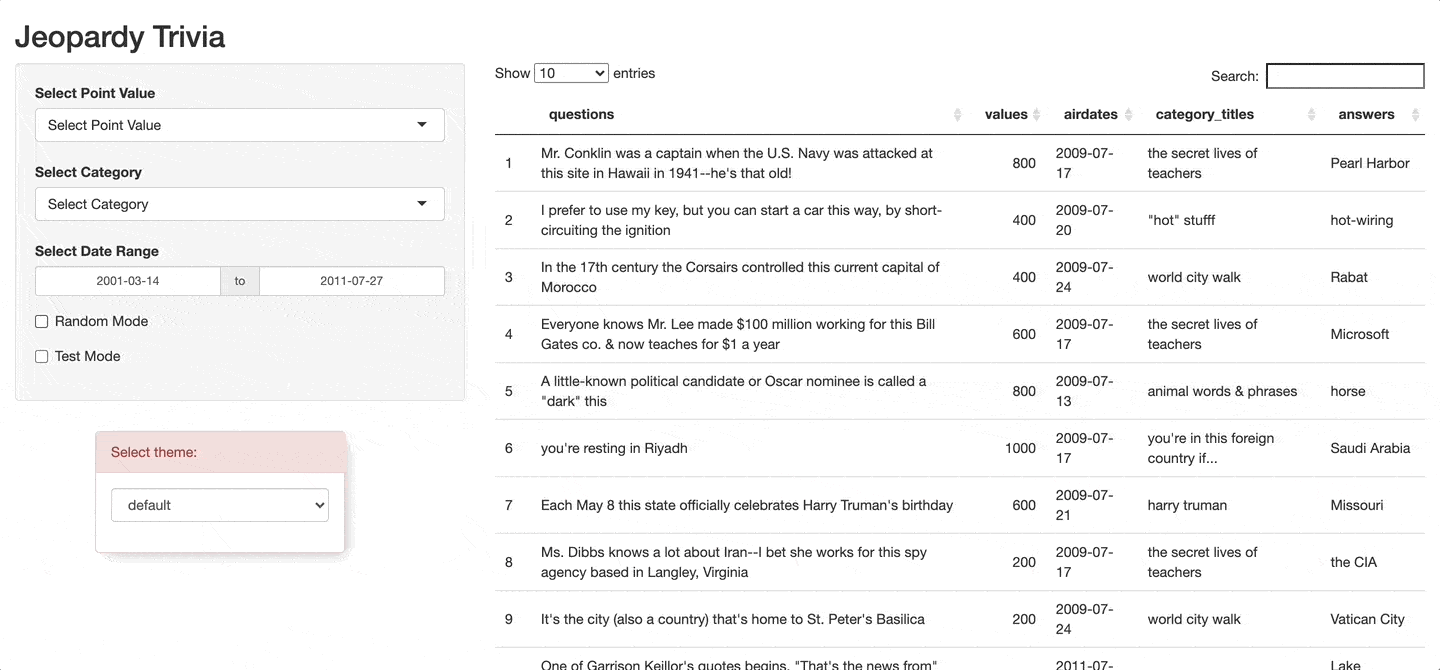 Jeopardy Trivia
Select Point Value
Select Point Value
Select Category
Select Category
Select Date Range
2001-03-14 to 2011-07-27
Random Mode
Test Mode
Select theme:
default
Show 10 entries
Search:
questions values airdates category_titles answers
1 Mr. Conklin was a captain when the U.S. Navy was attacked at 800 2009-07- the secret lives of Pearl Harbor
this site in Hawaii in 1941--he's that old! 17 teachers
2 I prefer to use my key, but you can start a car this way, by short- 400 2009-07- "hot" stufff hot-wiring
circuiting the ignition 20
3 In the 17th century the Corsairs controlled this current capital of 400 2009-07- world city walk Rabat
Morocco 24
4 Everyone knows Mr. Lee made $100 million working for this Bill 600 2009-07- the secret lives of Microsoft
Gates co. & now teaches for $1 a year 17 teachers
5 A little-known political candidate or Oscar nominee is called a 800 2009-07- animal words & phrases horse
"dark" this 13
6 you're resting in Riyadh 1000 2009-07- you're in this foreign Saudi Arabia
17 country if...
7 Each May 8 this state officially celebrates Harry Truman's birthday 600 2009-07- harry truman Missouri
21
8 Ms. Dibbs knows a lot about Iran--I bet she works for this spy 200 2009-07- the secret lives of the CIA
agency based in Langley, Virginia 17 teachers
9 It's the city (also a country) that's home to St. Peter's Basilica 200 2009-07- world city walk Vatican City
24
One of Garrison Keillor's quotes begins, "That's the news from" 2011-07- Lake